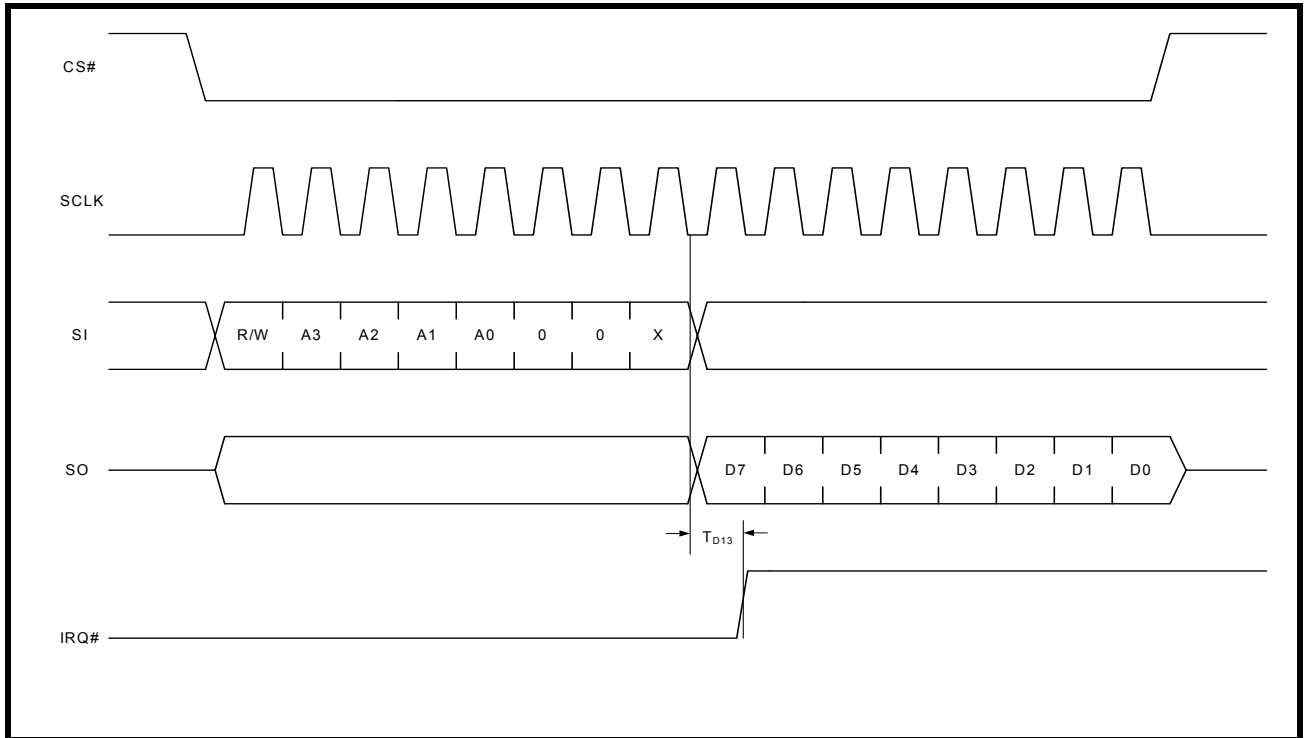 CS#
SCLK
SI
R/W A3 A2 A1 A0 0 0 X
SO
D7 D6 D5 D4 D3 D2 D1 D0
TD13
IRQ#